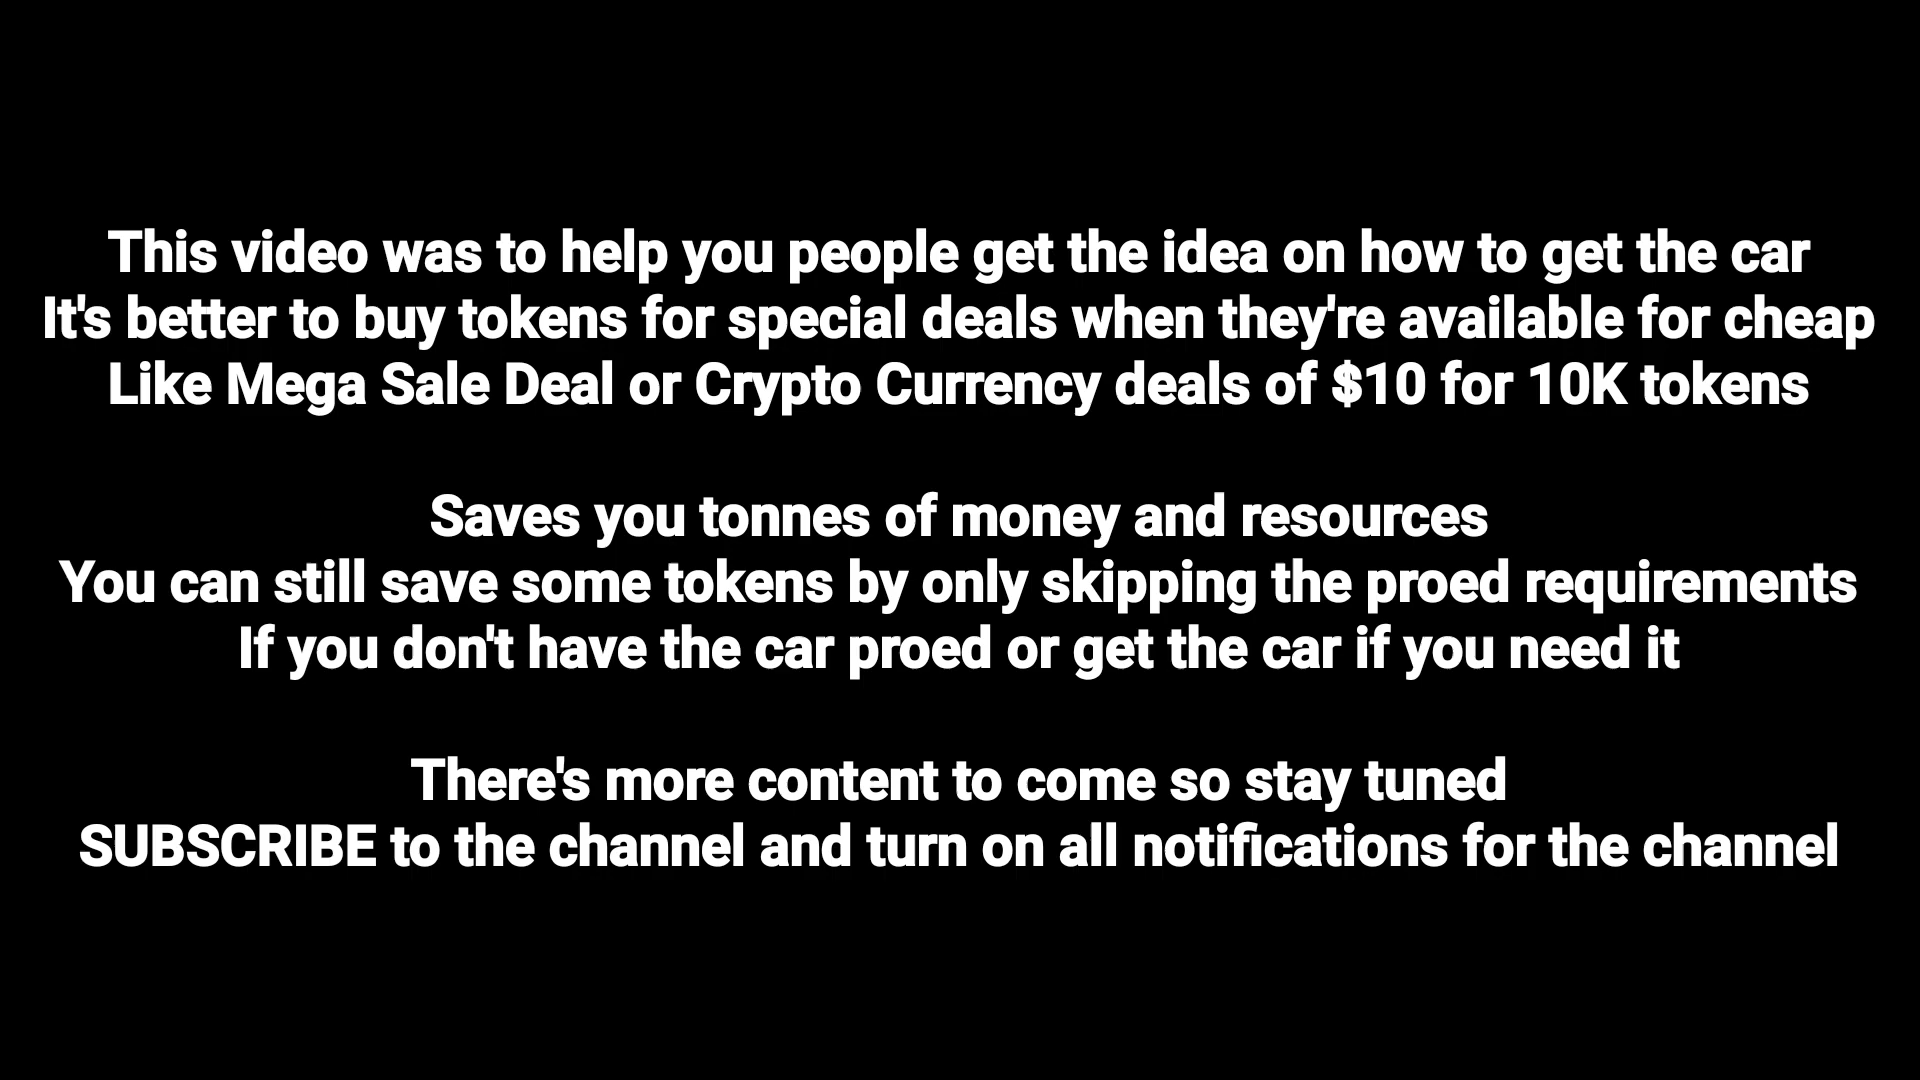 This video was to help you people get the idea on how to get the car
It's better to buy tokens for special deals when they're available for cheap
Like Mega Sale Deal or Crypto Currency deals of $10 for 10K tokens
Saves you tonnes of money and resources
You can still save some tokens by only skipping the proed requirements
If you don't have the car proed or get the car if you need it
There's more content to come so stay tuned
SUBSCRIBE to the channel and turn on all notifications for the channel